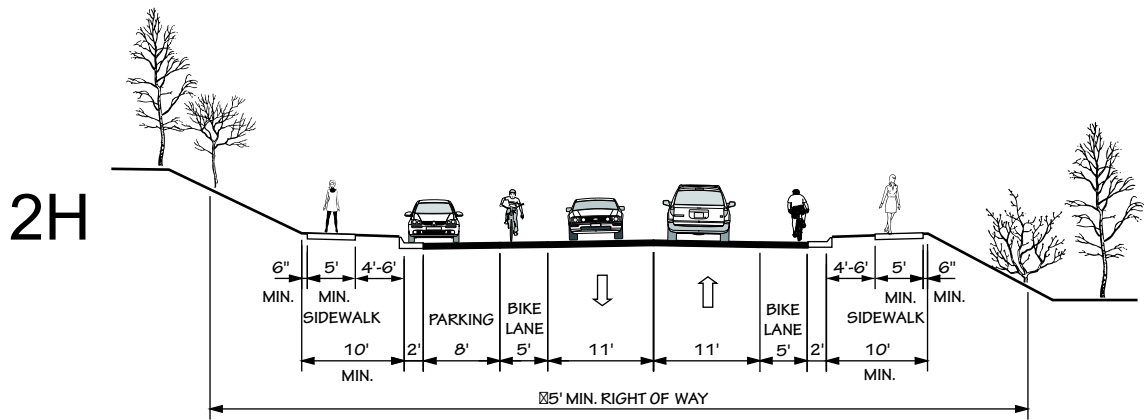 2H
6" 5' 4'-6' 4'-6' 5' 6"
MIN. MIN. MIN. MIN.
SIDEWALK PARKING BIKE LANE BIKE LANE SIDEWALK
10' 2' 8' 5' 11' 11' 5' 2' 10'
MIN. MIN.
5' MIN. RIGHT OF WAY